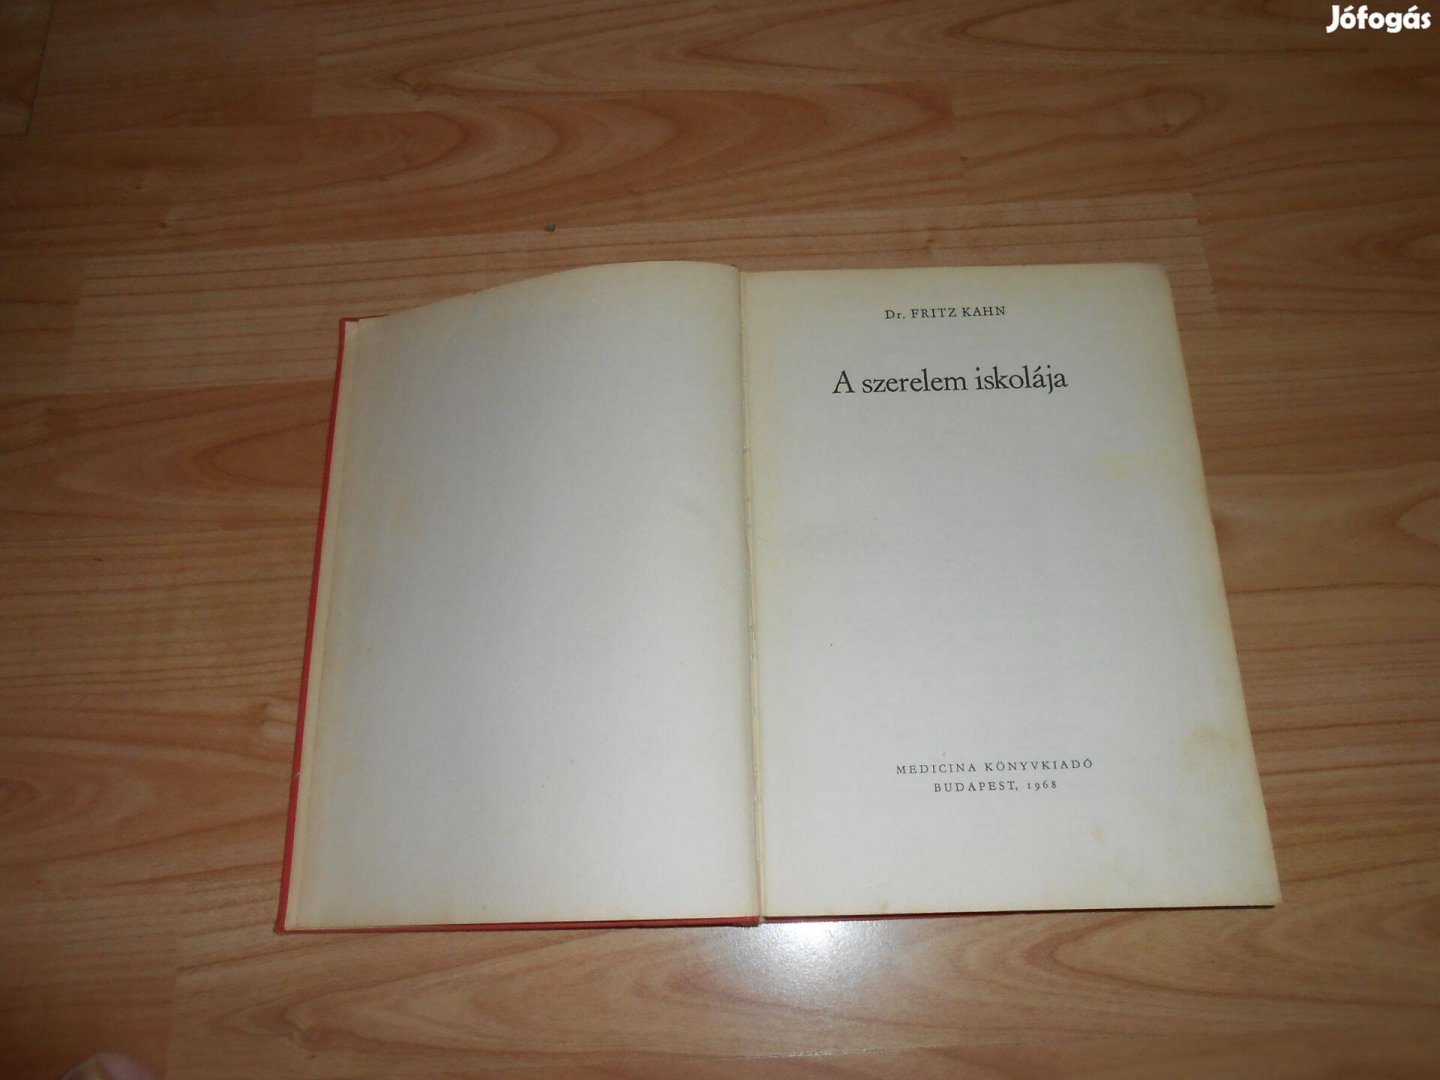 Jófogás
Dr. FRITZ KAHN
A szerelem iskolája
MEDICINA KÖNYVKIADÓ
BUDAPEST, 1968